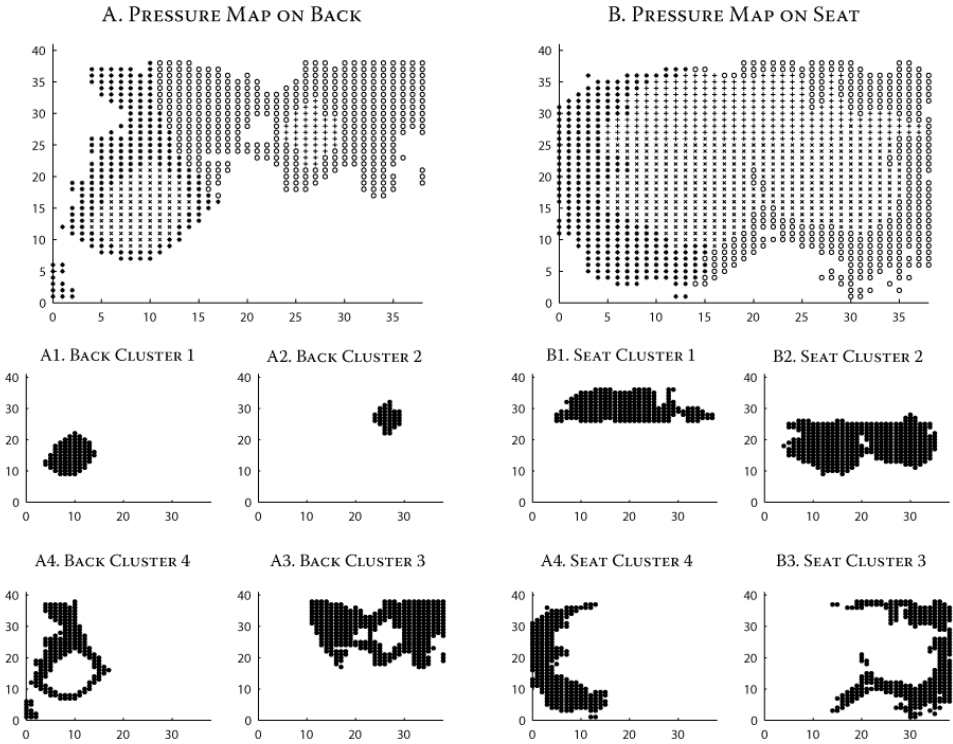 A. Pressure Map on Back
B. Pressure Map on Seat
40
35
30
25
20
15
10
5
0
0 5 10 15 20 25 30 35
40
35
30
25
20
15
10
5
0
0 5 10 15 20 25 30 35
A1. Back Cluster 1
A2. Back Cluster 2
B1. Seat Cluster 1
B2. Seat Cluster 2
40
30
20
10
0
0 10 20 30
40
30
20
10
0
0 10 20 30
40
30
20
10
0
0 10 20 30
40
30
20
10
0
0 10 20 30
A4. Back Cluster 4
A3. Back Cluster 3
A4. Seat Cluster 4
B3. Seat Cluster 3
40
30
20
10
0
0 10 20 30
40
30
20
10
0
0 10 20 30
40
30
20
10
0
0 10 20 30
40
30
20
10
0
0 10 20 30